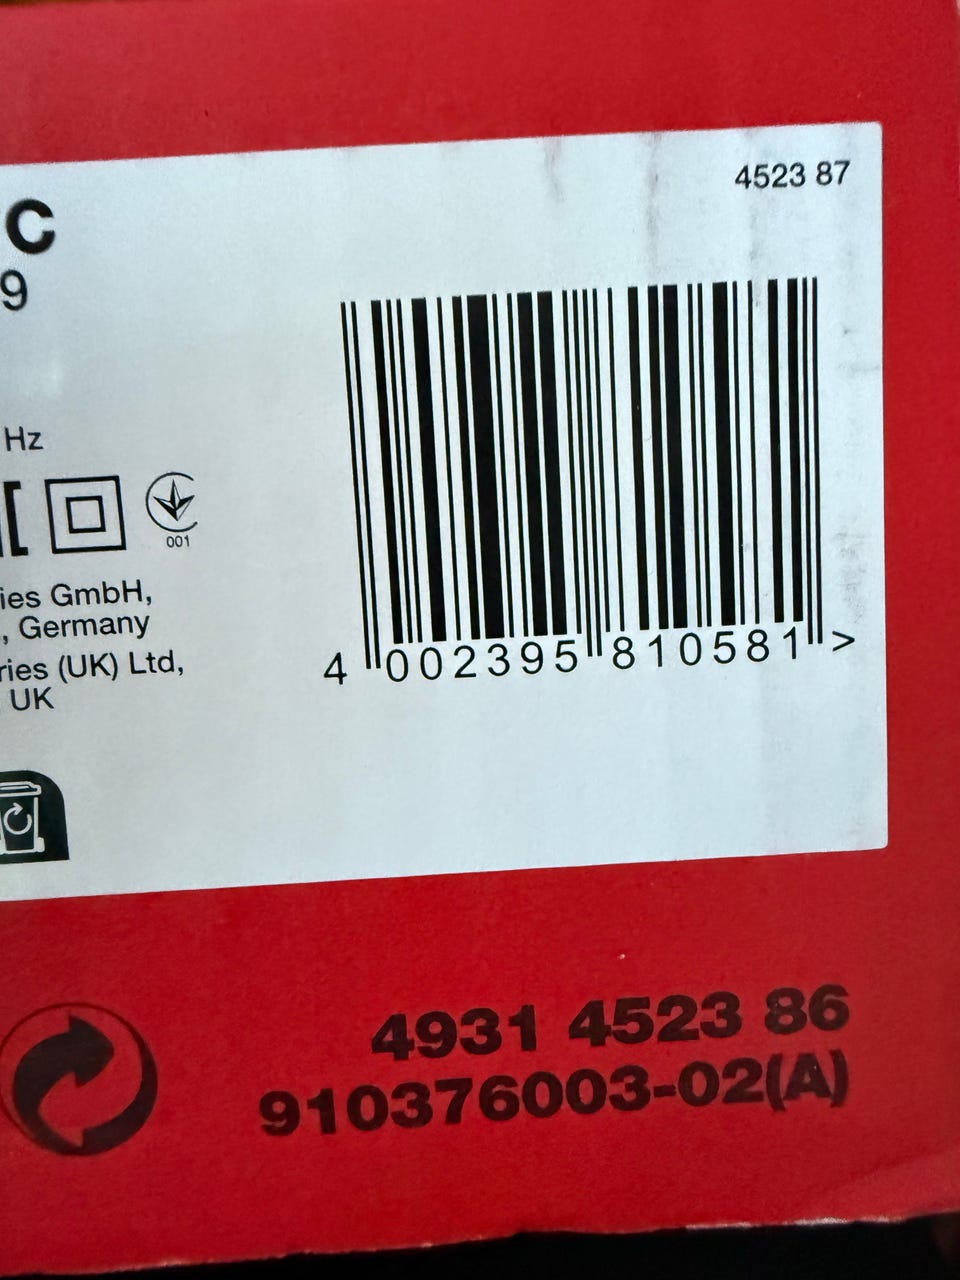 4523 87
C
9
Hz
001
ies GmbH,
, Germany
ries (UK) Ltd,
UK
4 002395 810581 >
4931 4523 86
910376003-02(A)